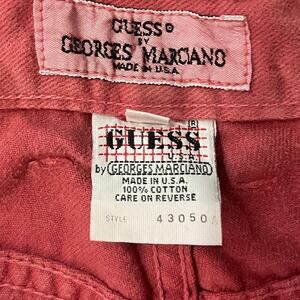 GUESS®
BY
GEORGES MARCIANO
MADE IN U.S.A.
®
GUESS
U.S.A.
by GEORGES MARCIANO
MADE IN U.S.A.
100% COTTON
CARE ON REVERSE
STYLE 43050